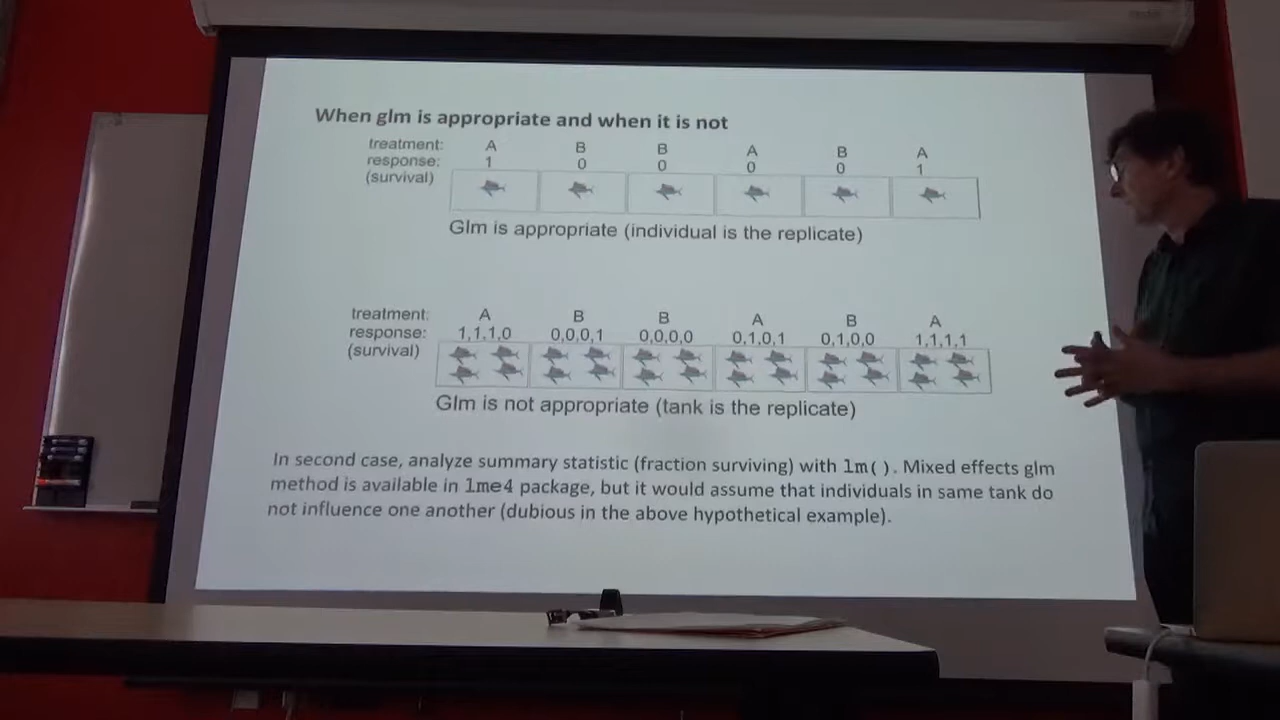 When glm is appropriate and when it is not
treatment: A B B A B A
response: 1 0 0 0 0 1
(survival)
Glm is appropriate (individual is the replicate)
treatment: A B B A B A
response: 1,1,1,0 0,0,0,1 0,0,0,0 0,1,0,1 0,1,0,0 1,1,1,1
(survival)
Glm is not appropriate (tank is the replicate)
In second case, analyze summary statistic (fraction surviving) with lm(). Mixed effects glm
method is available in lme4 package, but it would assume that individuals in same tank do
not influence one another (dubious in the above hypothetical example).